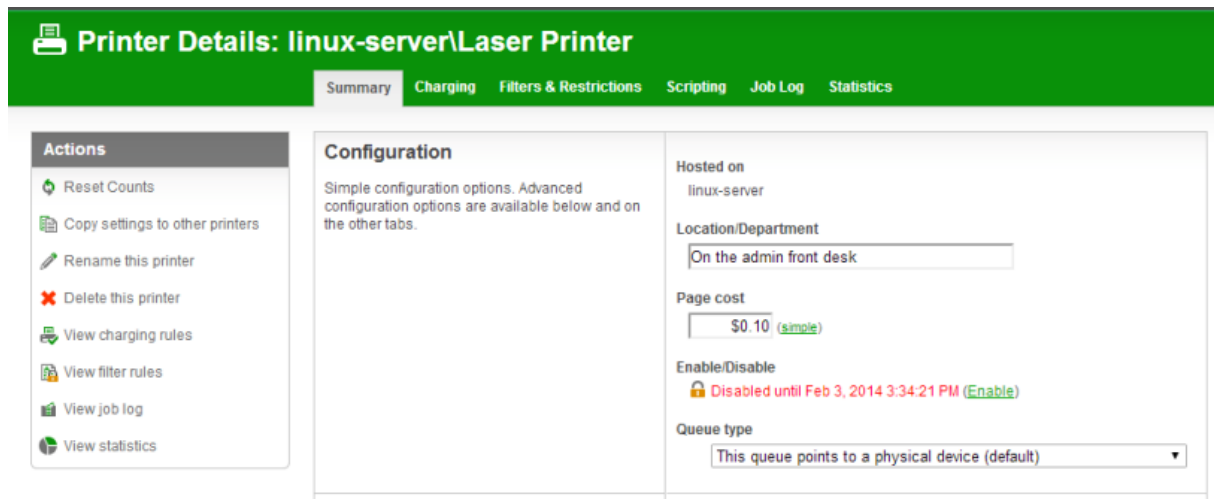 Printer Details: linux-server\Laser Printer
Summary Charging Filters & Restrictions Scripting Job Log Statistics
Actions
Reset Counts
Copy settings to other printers
Rename this printer
Delete this printer
View charging rules
View filter rules
View job log
View statistics
Configuration
Simple configuration options. Advanced
configuration options are available below and on
the other tabs.
Hosted on
linux-server
Location/Department
On the admin front desk
Page cost
$0.10 (simple)
Enable/Disable
Disabled until Feb 3, 2014 3:34:21 PM (Enable)
Queue type
This queue points to a physical device (default)